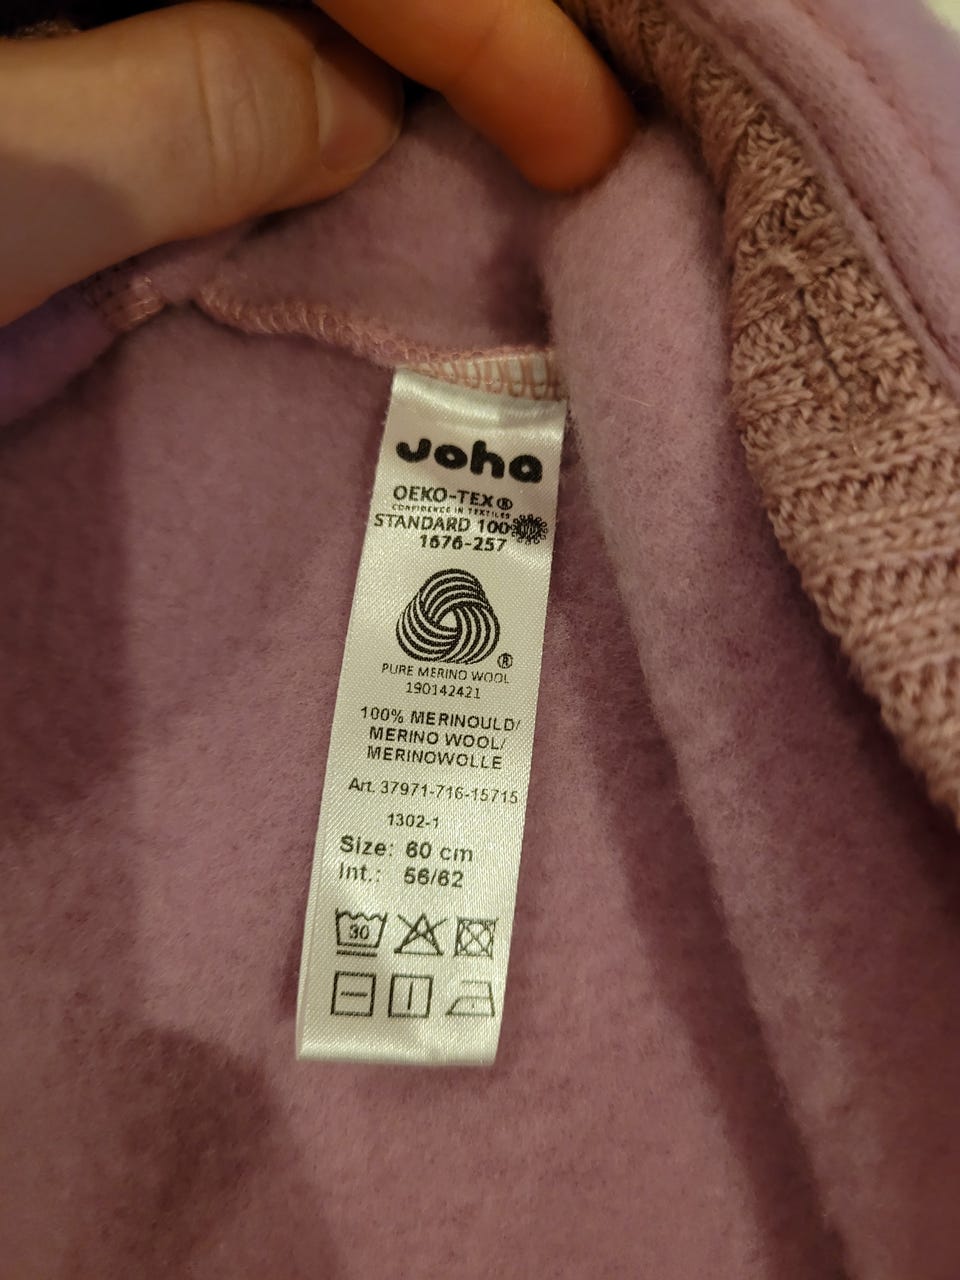 Joha
OEKO-TEX®
CONFIDENCE IN TEXTILES
STANDARD 100
1676-257
®
PURE MERINO WOOL
190142421
100% MERINOULD/
MERINO WOOL/
MERINOWOLLE
Art. 37971-716-15715
1302-1
Size: 60 cm
Int.: 56/62
30